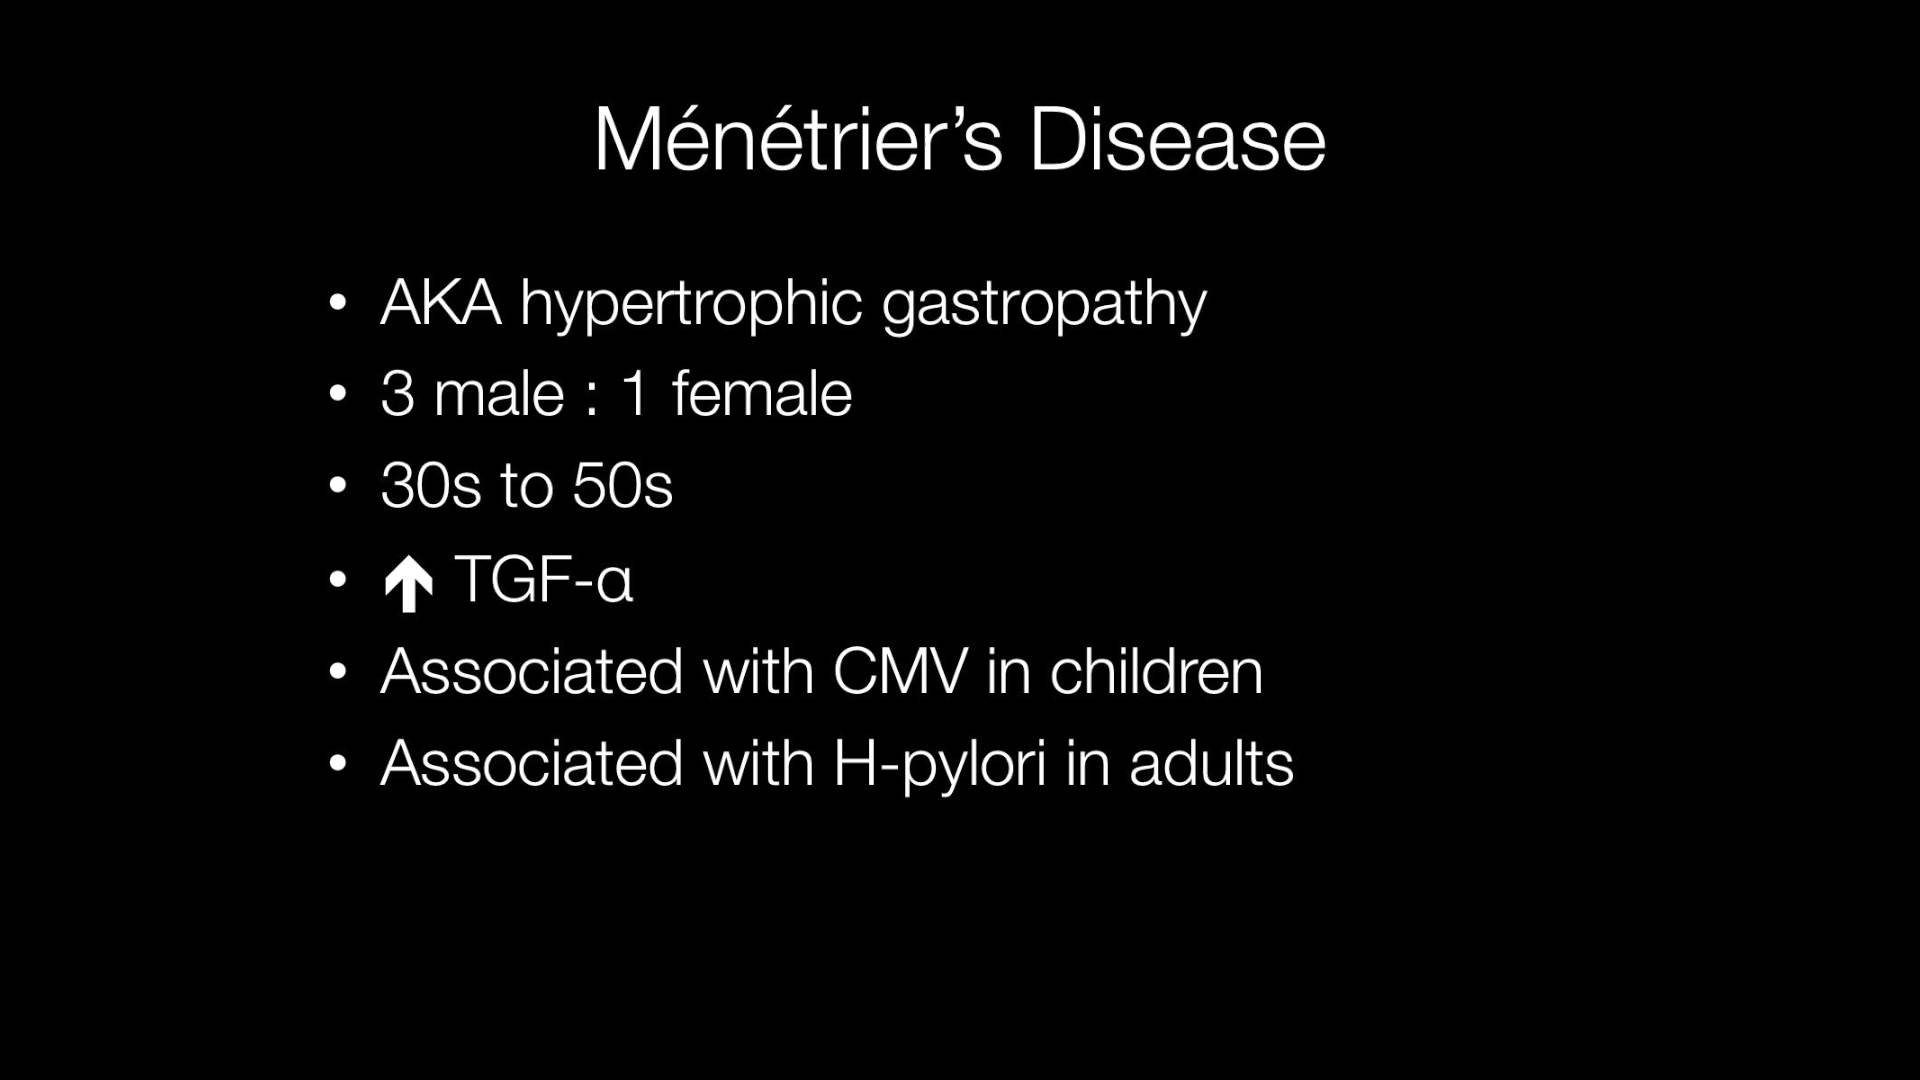 Ménétrier’s Disease
• AKA hypertrophic gastropathy
• 3 male : 1 female
• 30s to 50s
• ⬆ TGF-α
• Associated with CMV in children
• Associated with H-pylori in adults